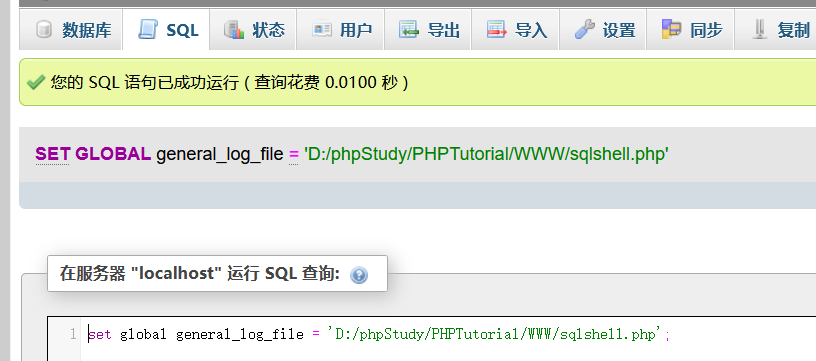 数据库 SQL 状态 用户 导出 导入 设置 同步 复制
您的 SQL 语句已成功运行 ( 查询花费 0.0100 秒 )
SET GLOBAL general_log_file = 'D:/phpStudy/PHPTutorial/WWW/sqlshell.php'
在服务器 "localhost" 运行 SQL 查询:
1 set global general_log_file = 'D:/phpStudy/PHPTutorial/WWW/sqlshell.php';